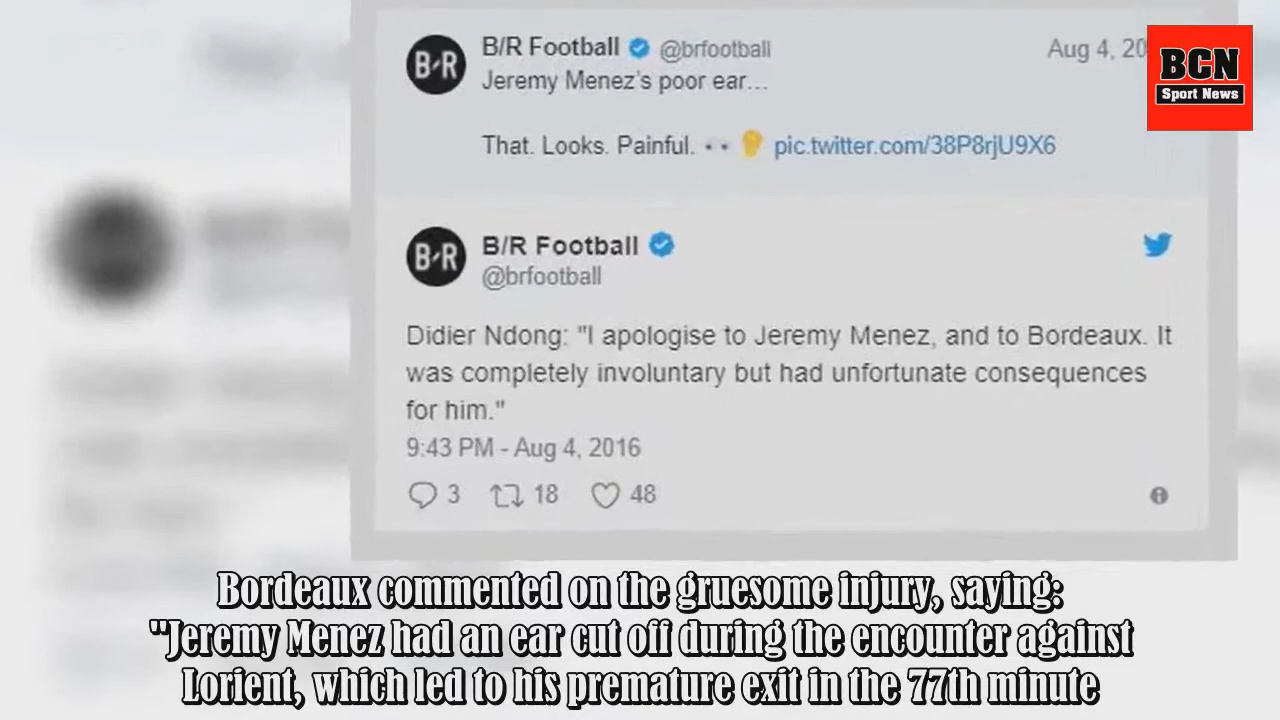 B/R Football @brfootball Aug 4, 20
BCN
Sport News
Jeremy Menez's poor ear...
That. Looks. Painful. 👀 👂 pic.twitter.com/38P8rjU9X6
B/R Football
@brfootball
Didier Ndong: "I apologise to Jeremy Menez, and to Bordeaux. It
was completely involuntary but had unfortunate consequences
for him."
9:43 PM - Aug 4, 2016
3 18 48
Bordeaux commented on the gruesome injury, saying:
"Jeremy Menez had an ear cut off during the encounter against
Lorient, which led to his premature exit in the 77th minute